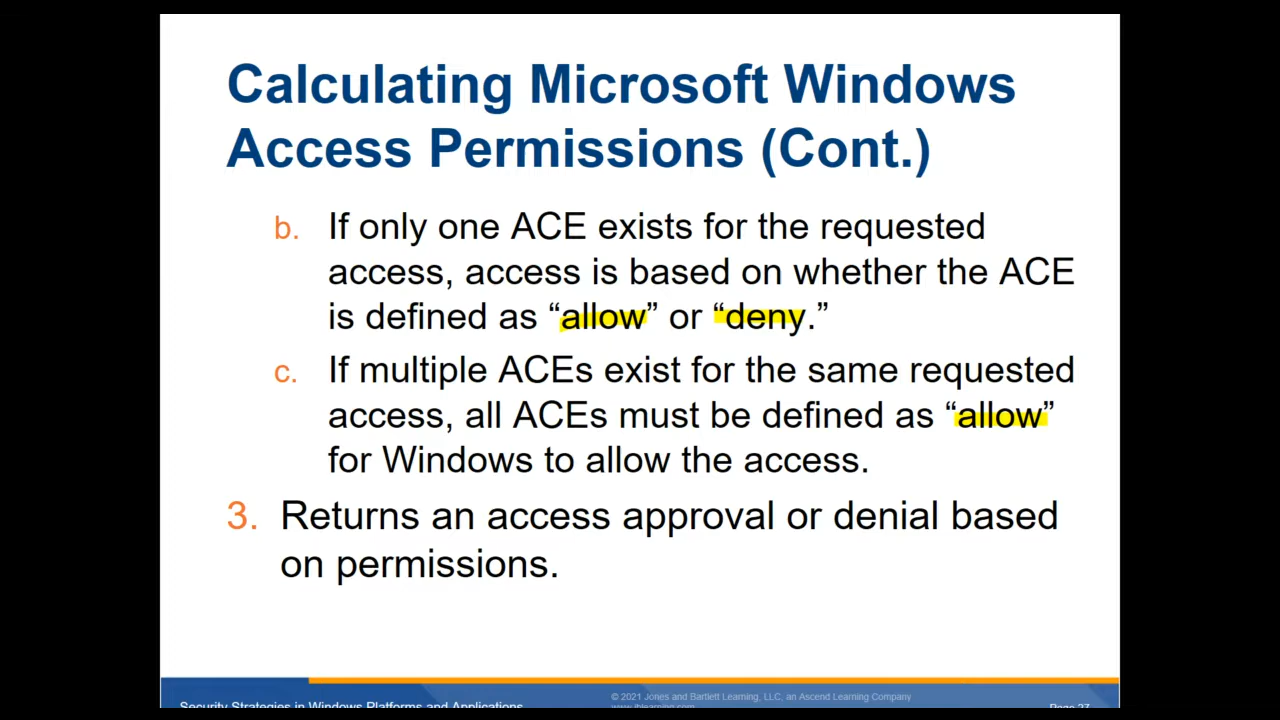 Calculating Microsoft Windows
Access Permissions (Cont.)
b. If only one ACE exists for the requested
access, access is based on whether the ACE
is defined as “allow” or “deny.”
c. If multiple ACEs exist for the same requested
access, all ACEs must be defined as “allow”
for Windows to allow the access.
3. Returns an access approval or denial based
on permissions.
Security Strategies in Windows Platforms and Applications
© 2021 Jones and Bartlett Learning, LLC, an Ascend Learning Company
www.jblearning.com
Page 27